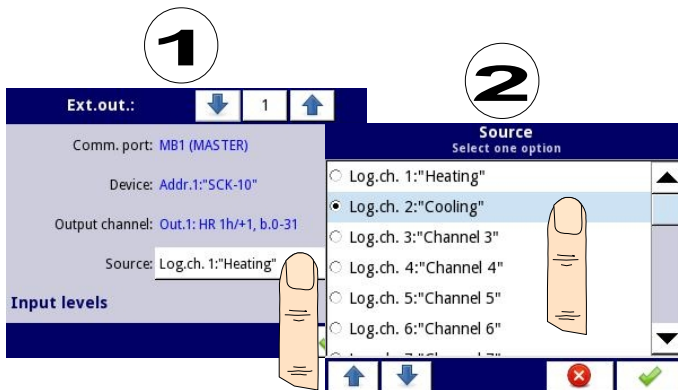 1
Ext.out.:
1
Comm. port: MB1 (MASTER)
Device: Addr.1:"SCK-10"
Output channel: Out.1: HR 1h/+1, b.0-31
Source: Log.ch. 1:"Heating"
Input levels
2
Source
Select one option
Log.ch. 1:"Heating"
Log.ch. 2:"Cooling"
Log.ch. 3:"Channel 3"
Log.ch. 4:"Channel 4"
Log.ch. 5:"Channel 5"
Log.ch. 6:"Channel 6"